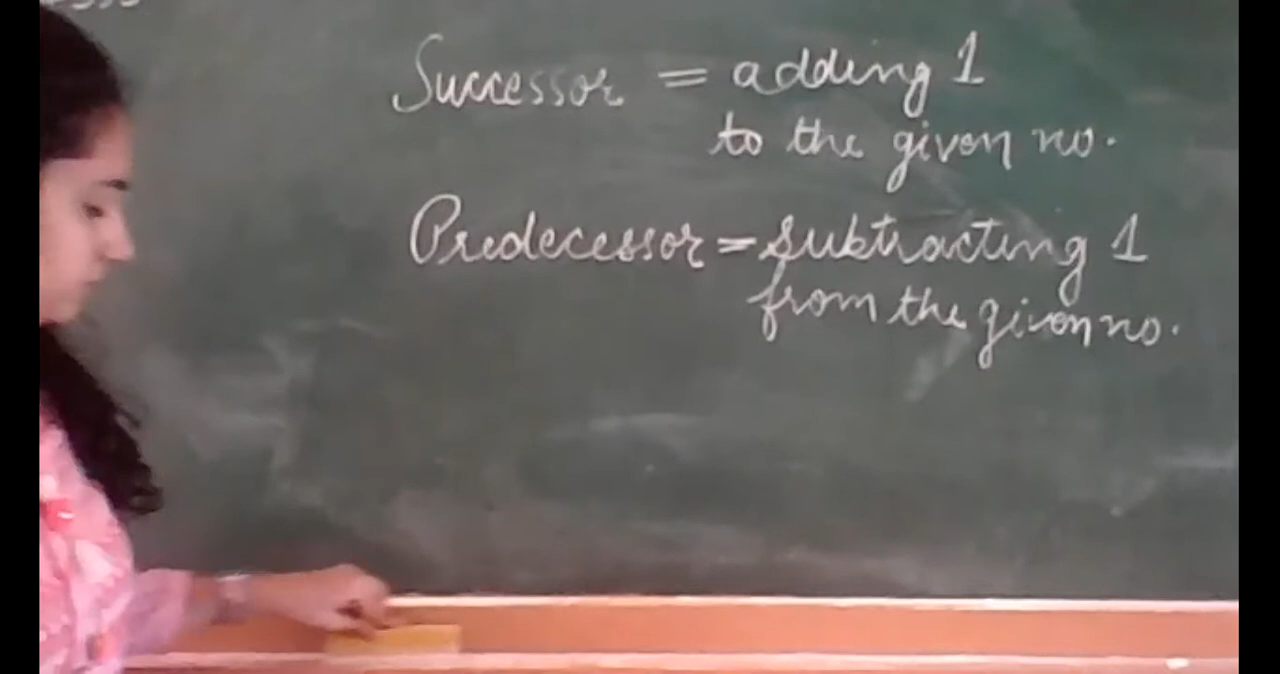 Successor = adding 1
to the given no.
Predecessor = subtracting 1
from the given no.